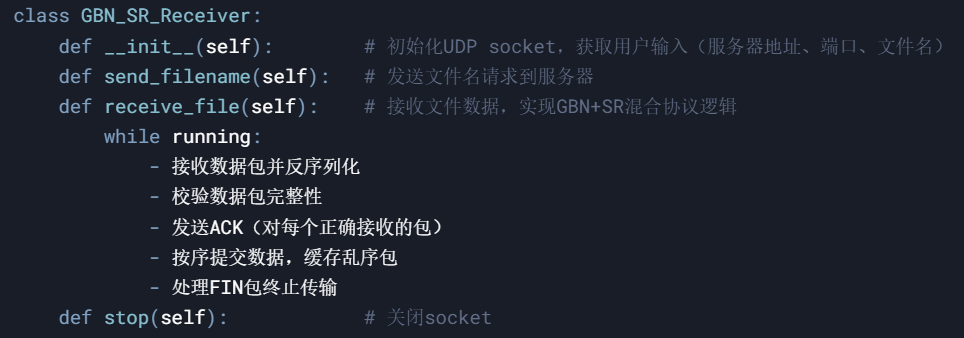 class GBN_SR_Receiver:
    def __init__(self):         # 初始化UDP socket，获取用户输入（服务器地址、端口、文件名）
    def send_filename(self):   # 发送文件名请求到服务器
    def receive_file(self):    # 接收文件数据，实现GBN+SR混合协议逻辑
        while running:
            - 接收数据包并反序列化
            - 校验数据包完整性
            - 发送ACK（对每个正确接收的包）
            - 按序提交数据，缓存乱序包
            - 处理FIN包终止传输
    def stop(self):            # 关闭socket